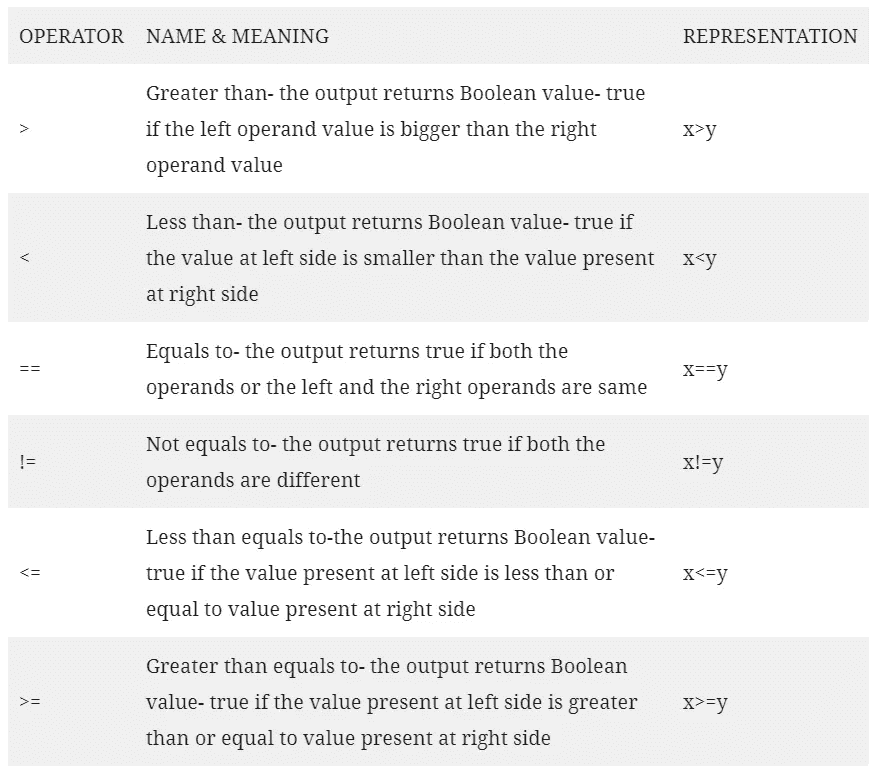 OPERATOR NAME & MEANING REPRESENTATION
Greater than- the output returns Boolean value- true
> if the left operand value is bigger than the right x>y
operand value
Less than- the output returns Boolean value- true if
< the value at left side is smaller than the value present x<y
at right side
== Equals to- the output returns true if both the x==y
operands or the left and the right operands are same
!= Not equals to- the output returns true if both the x!=y
operands are different
Less than equals to-the output returns Boolean value-
<= true if the value present at left side is less than or x<=y
equal to value present at right side
Greater than equals to- the output returns Boolean
>= value- true if the value present at left side is greater x>=y
than or equal to value present at right side